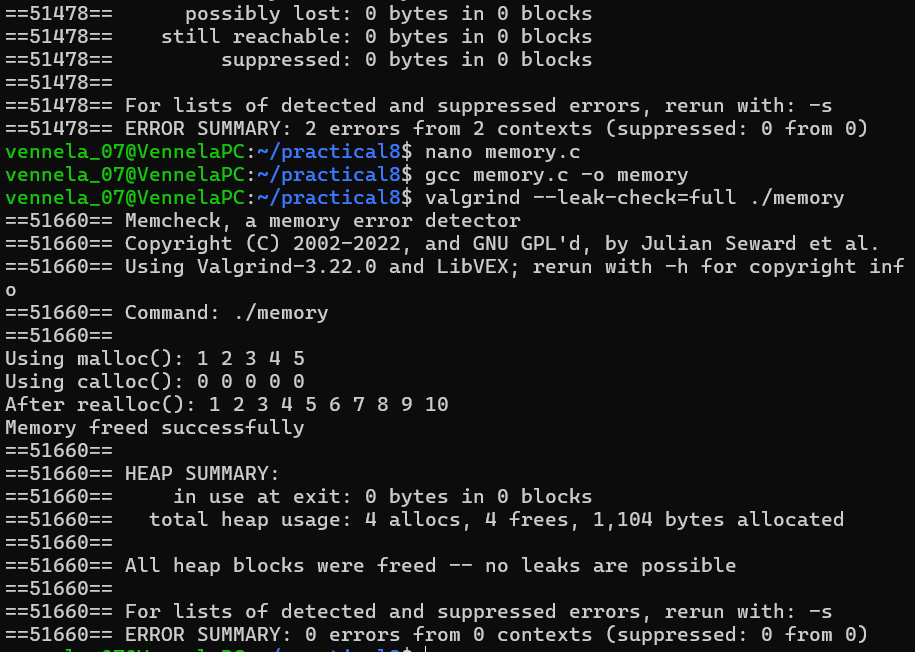 ==51478==      possibly lost: 0 bytes in 0 blocks
==51478==    still reachable: 0 bytes in 0 blocks
==51478==         suppressed: 0 bytes in 0 blocks
==51478==
==51478== For lists of detected and suppressed errors, rerun with: -s
==51478== ERROR SUMMARY: 2 errors from 2 contexts (suppressed: 0 from 0)
vennela_07@VennelaPC:~/practical8$ nano memory.c
vennela_07@VennelaPC:~/practical8$ gcc memory.c -o memory
vennela_07@VennelaPC:~/practical8$ valgrind --leak-check=full ./memory
==51660== Memcheck, a memory error detector
==51660== Copyright (C) 2002-2022, and GNU GPL'd, by Julian Seward et al.
==51660== Using Valgrind-3.22.0 and LibVEX; rerun with -h for copyright inf
o
==51660== Command: ./memory
==51660==
Using malloc(): 1 2 3 4 5
Using calloc(): 0 0 0 0 0
After realloc(): 1 2 3 4 5 6 7 8 9 10
Memory freed successfully
==51660==
==51660== HEAP SUMMARY:
==51660==     in use at exit: 0 bytes in 0 blocks
==51660==   total heap usage: 4 allocs, 4 frees, 1,104 bytes allocated
==51660==
==51660== All heap blocks were freed -- no leaks are possible
==51660==
==51660== For lists of detected and suppressed errors, rerun with: -s
==51660== ERROR SUMMARY: 0 errors from 0 contexts (suppressed: 0 from 0)